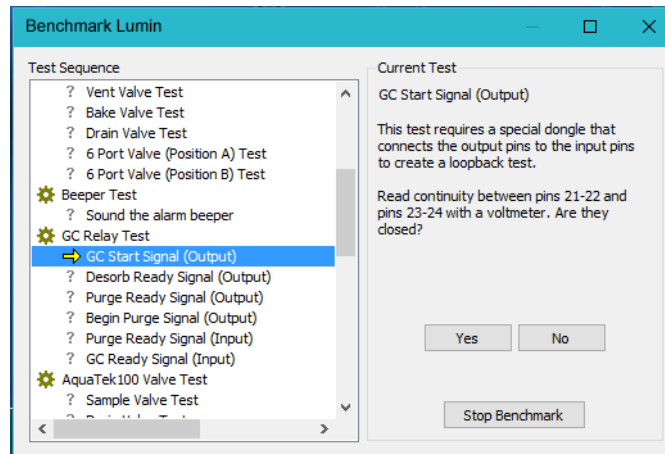 Benchmark Lumin
Test Sequence
? Vent Valve Test
? Bake Valve Test
? Drain Valve Test
? 6 Port Valve (Position A) Test
? 6 Port Valve (Position B) Test
Beeper Test
? Sound the alarm beeper
GC Relay Test
GC Start Signal (Output)
? Desorb Ready Signal (Output)
? Purge Ready Signal (Output)
? Begin Purge Signal (Output)
? Purge Ready Signal (Input)
? GC Ready Signal (Input)
AquaTek100 Valve Test
? Sample Valve Test
Current Test
GC Start Signal (Output)
This test requires a special dongle that
connects the output pins to the input pins
to create a loopback test.
Read continuity between pins 21-22 and
pins 23-24 with a voltmeter. Are they
closed?
Yes
No
Stop Benchmark